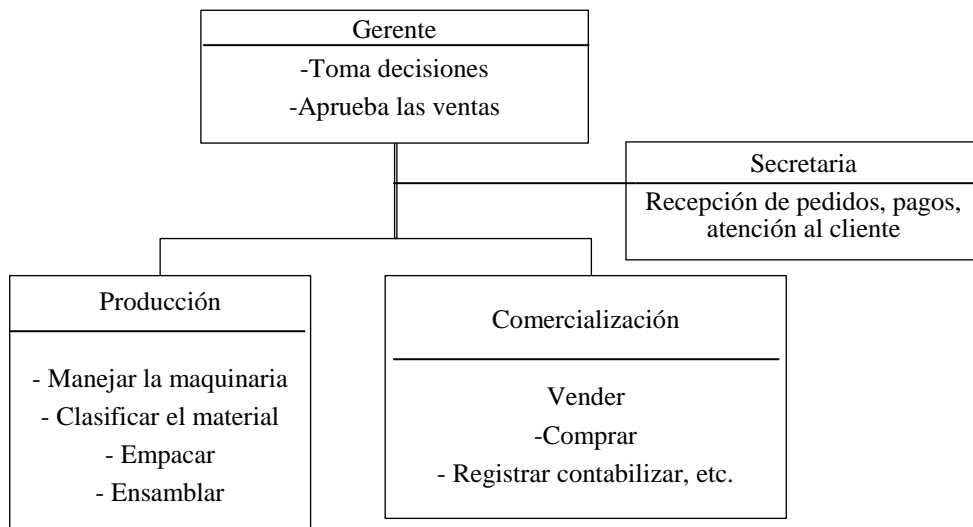 Gerente
-Toma decisiones
-Aprueba las ventas
Secretaria
Recepción de pedidos, pagos,
atención al cliente
Producción
- Manejar la maquinaria
- Clasificar el material
- Empacar
- Ensamblar
Comercialización
Vender
-Comprar
- Registrar contabilizar, etc.